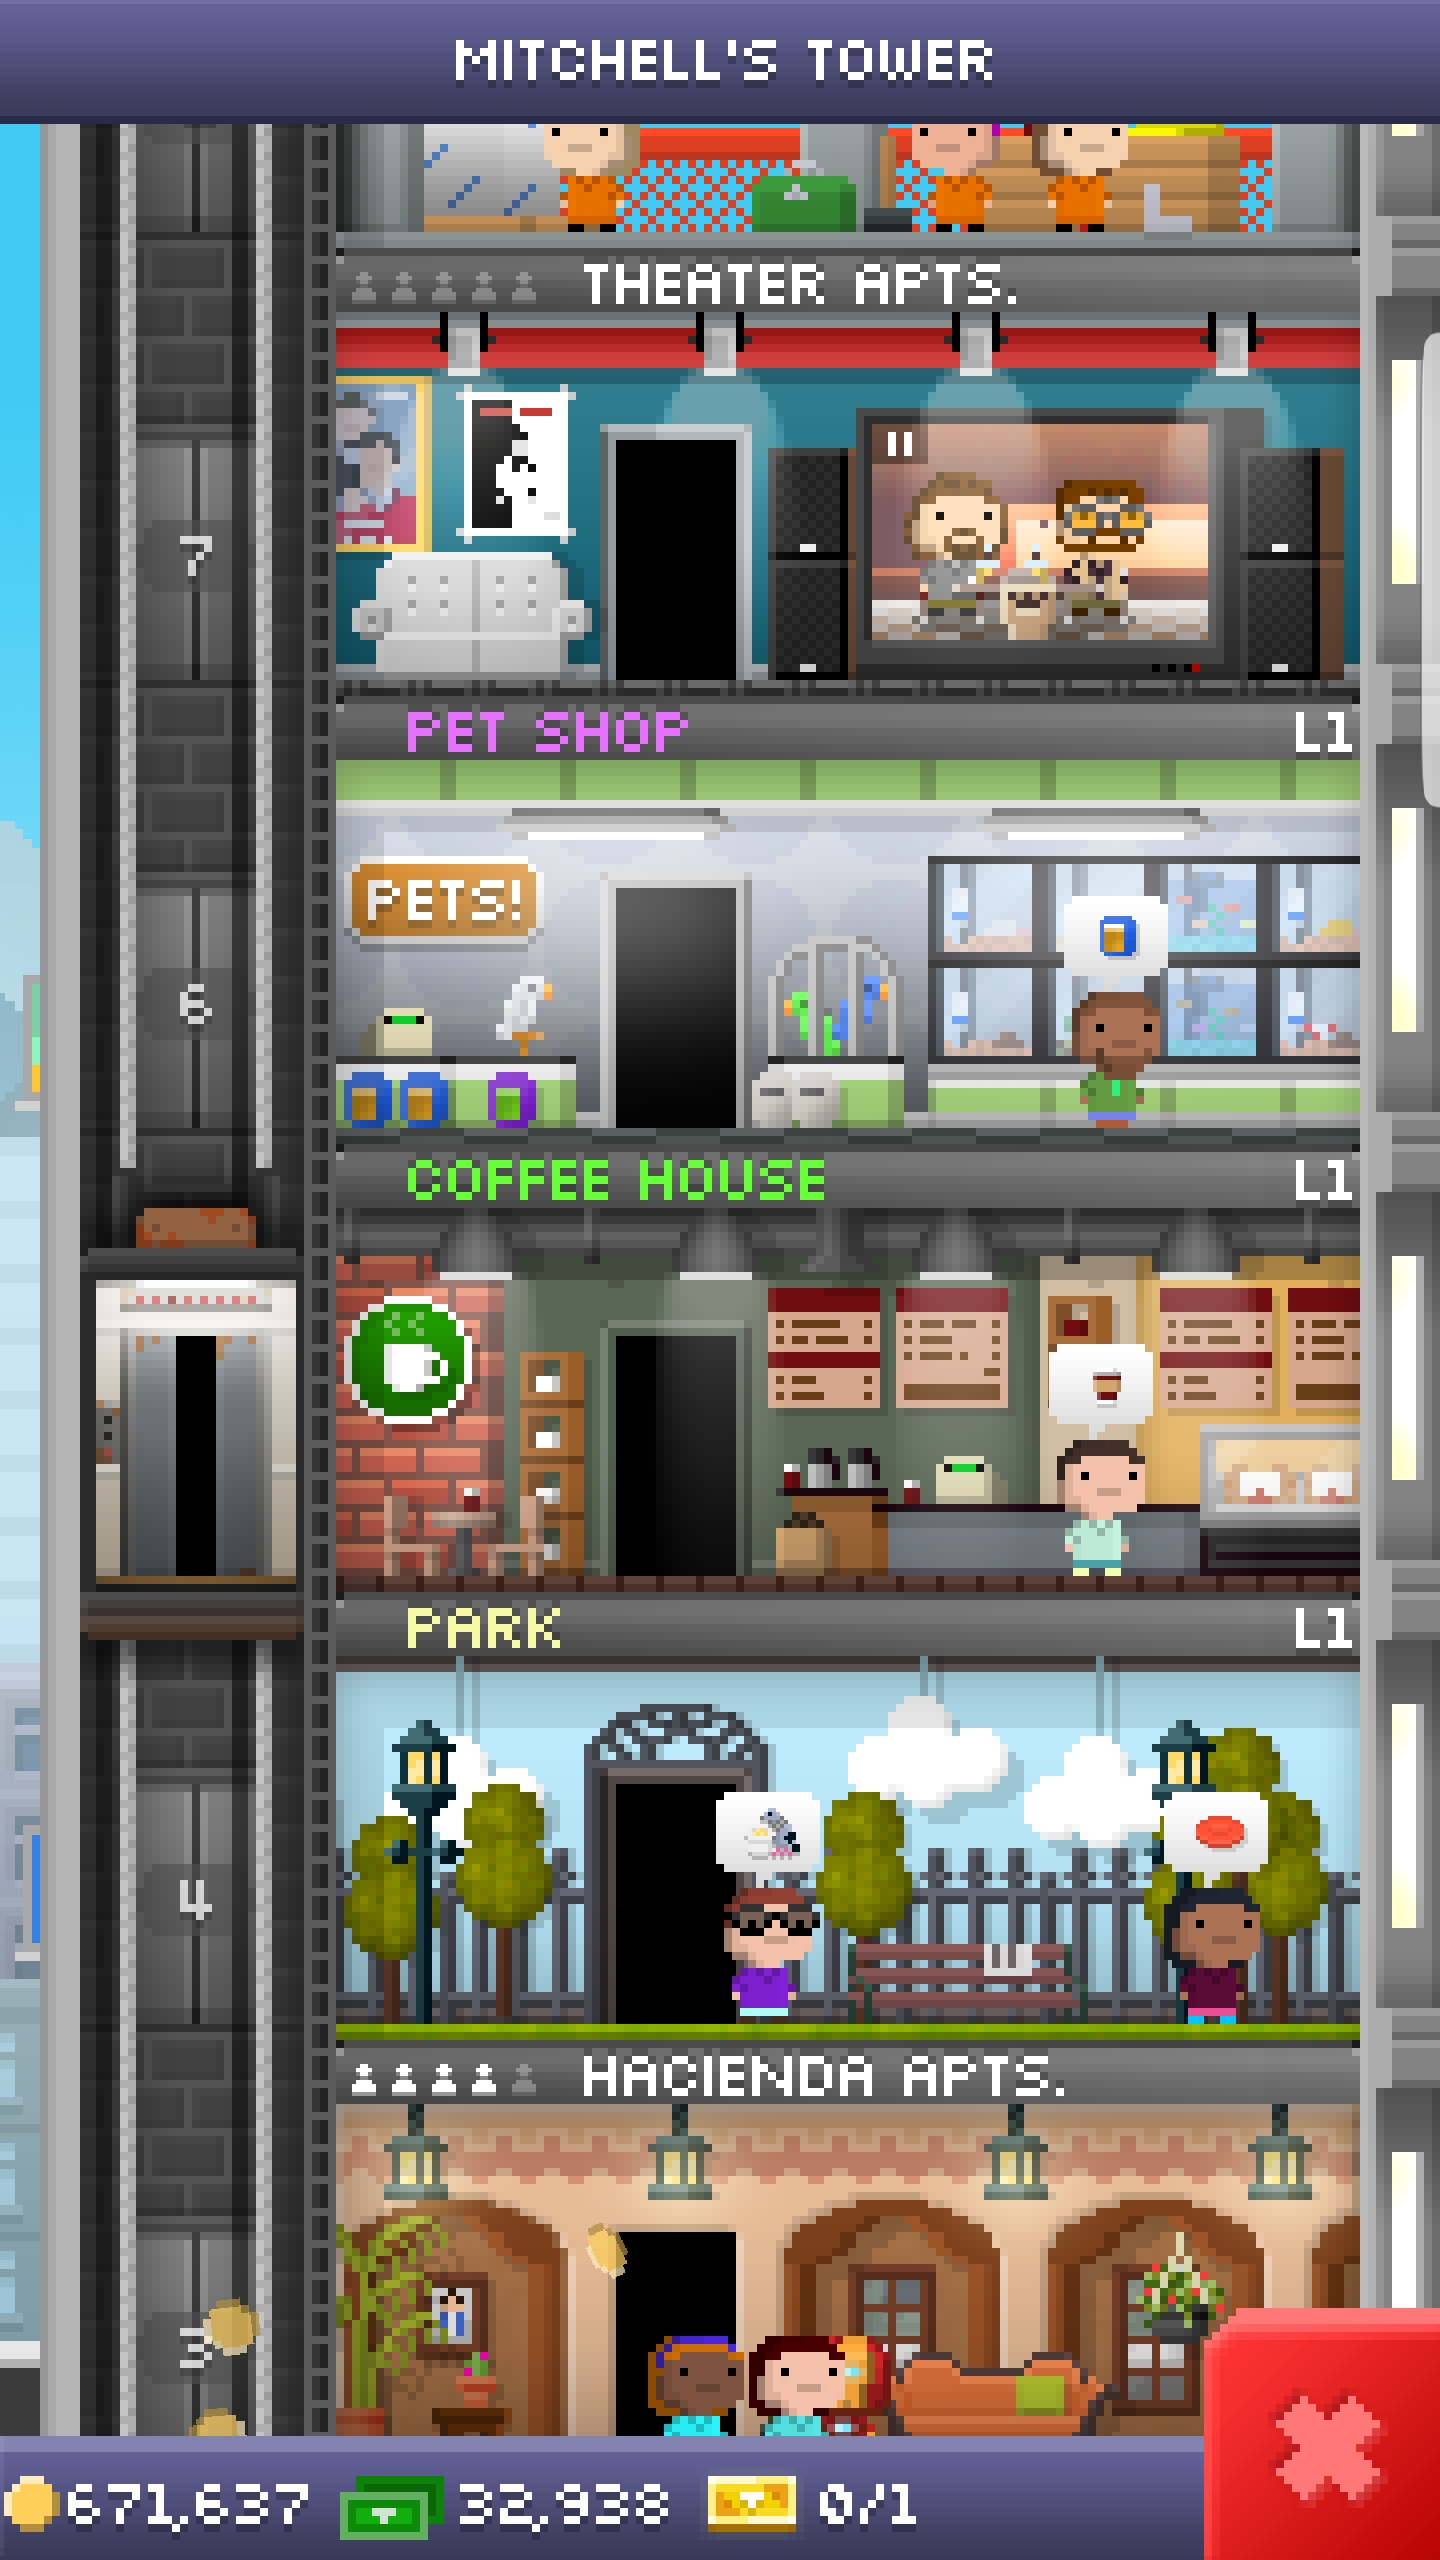 MITCHELL'S TOWER
THEATER APTS.
7
PET SHOP L1
PETS!
6
COFFEE HOUSE L1
PARK L1
4
HACIENDA APTS.
3
671,637 32,938 0/1